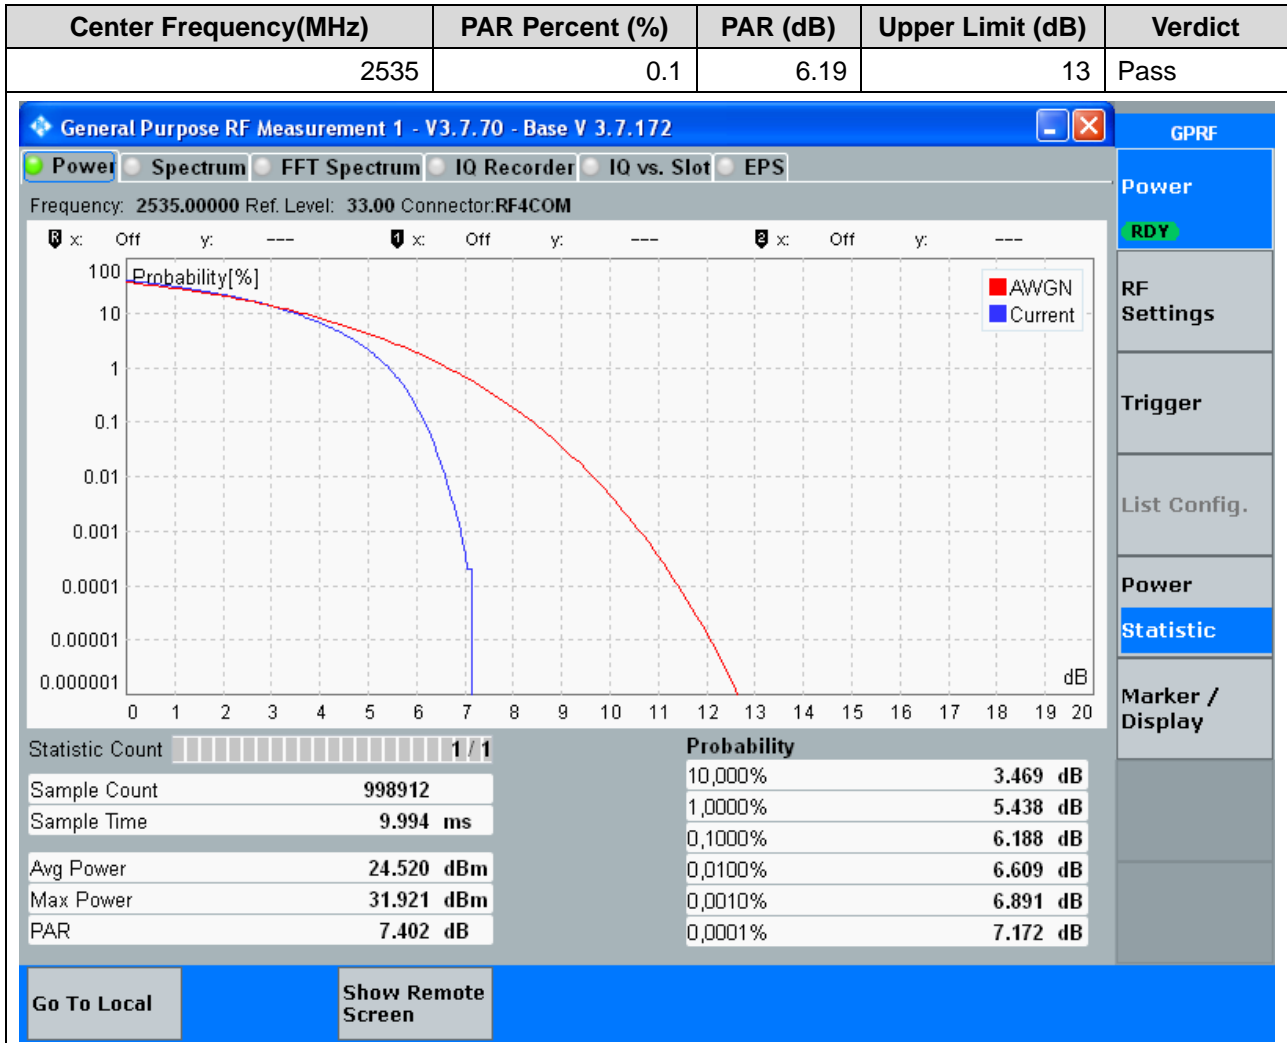 Center Frequency(MHz) PAR Percent (%) PAR (dB) Upper Limit (dB) Verdict
2535 0.1 6.19 13 Pass
General Purpose RF Measurement 1 - V3.7.70 - Base V 3.7.172
GPRF
Power Spectrum FFT Spectrum IQ Recorder IQ vs. Slot EPS
Power
RDY
Frequency: 2535.00000 Ref. Level: 33.00 Connector:RF4COM
R x: Off y: --- 1 x: Off y: --- 2 x: Off y: ---
Probability[%]
100
10
1
0.1
0.01
0.001
0.0001
0.00001
0.000001
AWGN
Current
dB
0 1 2 3 4 5 6 7 8 9 10 11 12 13 14 15 16 17 18 19 20
RF
Settings
Trigger
List Config.
Power
Statistic
Marker /
Display
Statistic Count 1 / 1
Sample Count 998912
Sample Time 9.994 ms
Avg Power 24.520 dBm
Max Power 31.921 dBm
PAR 7.402 dB
Probability
10,000% 3.469 dB
1,0000% 5.438 dB
0,1000% 6.188 dB
0,0100% 6.609 dB
0,0010% 6.891 dB
0,0001% 7.172 dB
Go To Local
Show Remote
Screen